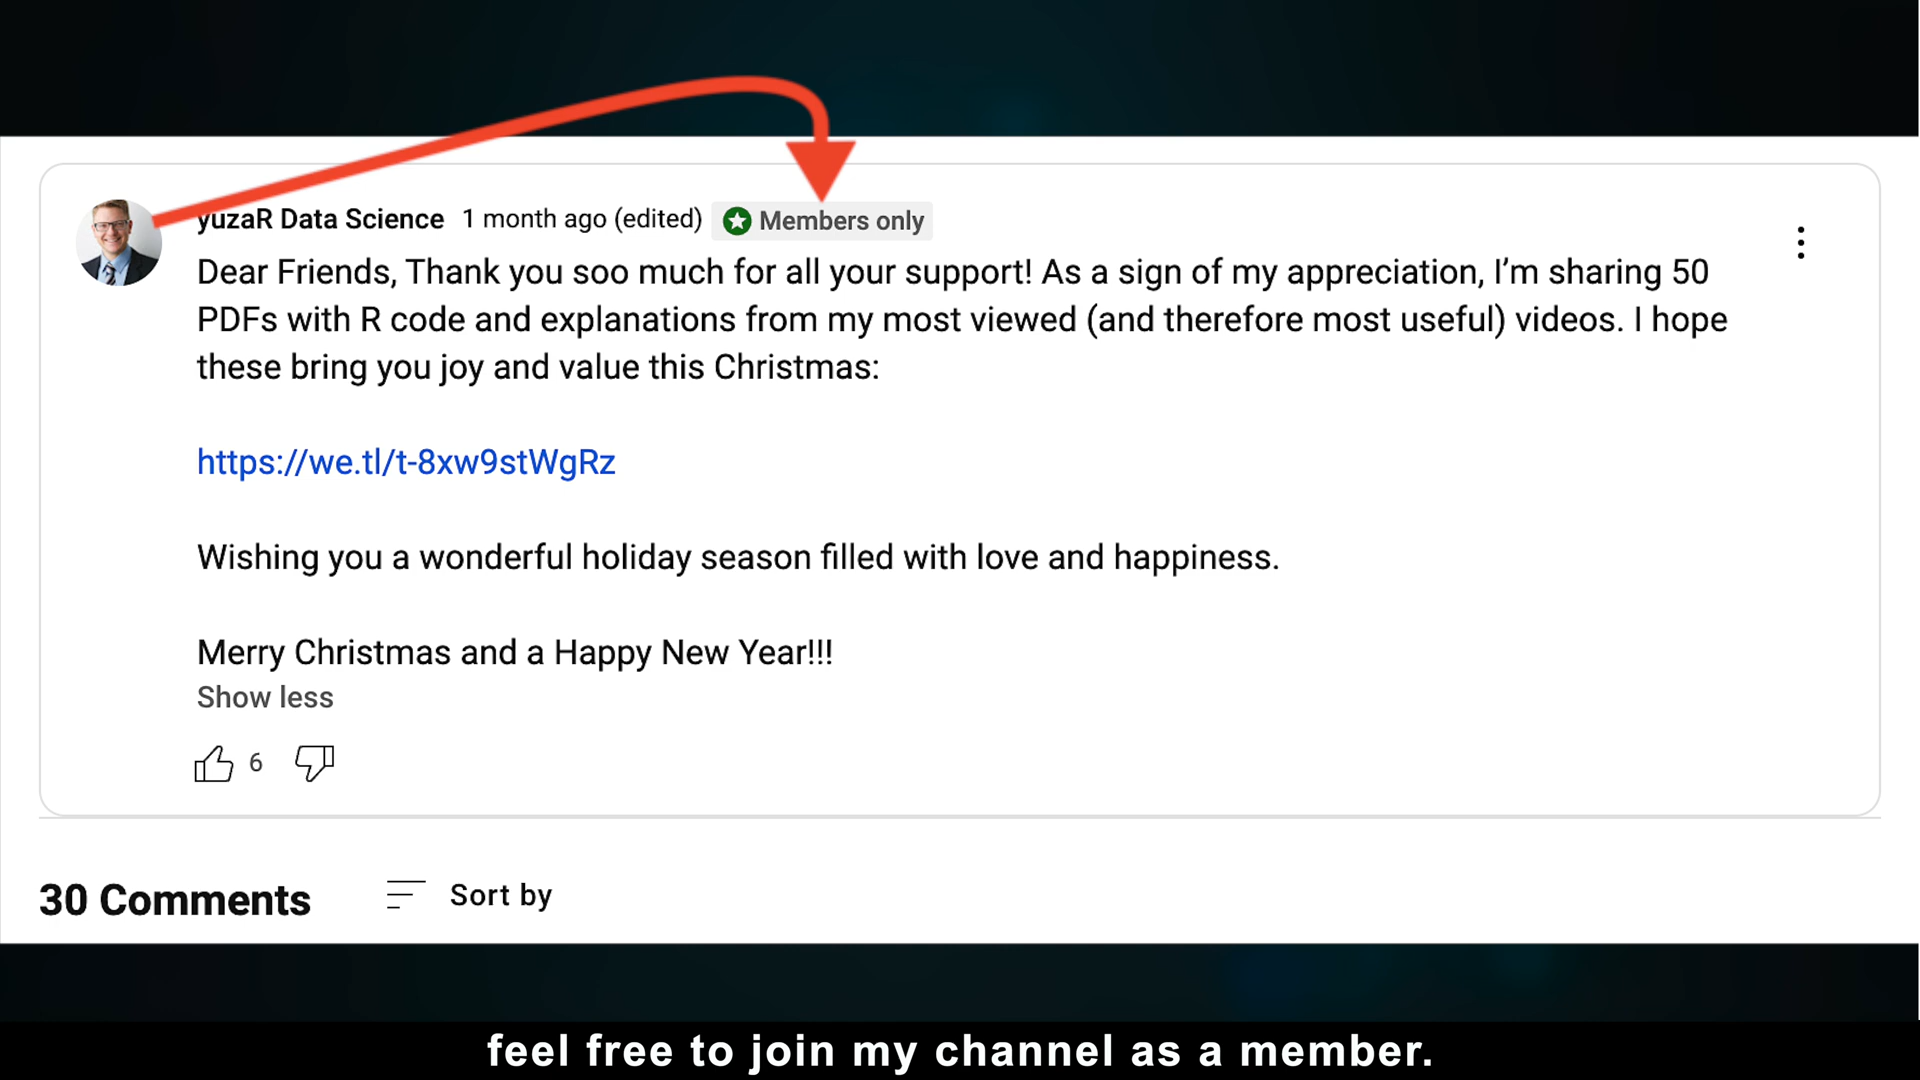 yuzaR Data Science 1 month ago (edited) Members only
Dear Friends, Thank you soo much for all your support! As a sign of my appreciation, I’m sharing 50
PDFs with R code and explanations from my most viewed (and therefore most useful) videos. I hope
these bring you joy and value this Christmas:
https://we.tl/t-8xw9stWgRz
Wishing you a wonderful holiday season filled with love and happiness.
Merry Christmas and a Happy New Year!!!
Show less
6
30 Comments Sort by
feel free to join my channel as a member.